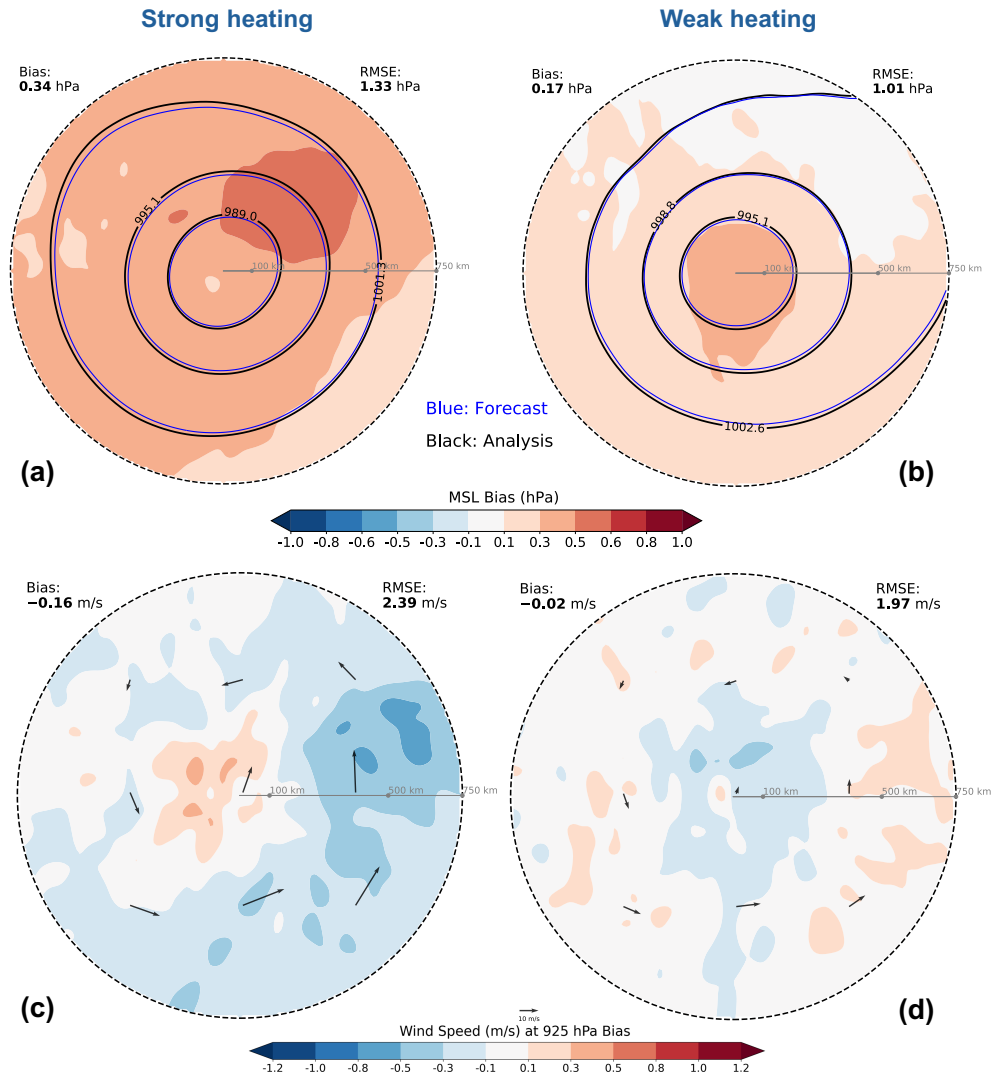 Strong heating
Weak heating
Bias:
0.34 hPa
RMSE:
1.33 hPa
Bias:
0.17 hPa
RMSE:
1.01 hPa
995.1
989.0
1001.3
100 km
500 km
750 km
998.8
995.1
1002.6
100 km
500 km
750 km
Blue: Forecast
Black: Analysis
(a)
(b)
MSL Bias (hPa)
-1.0 -0.8 -0.6 -0.5 -0.3 -0.1 0.1 0.3 0.5 0.6 0.8 1.0
Bias:
−0.16 m/s
RMSE:
2.39 m/s
Bias:
−0.02 m/s
RMSE:
1.97 m/s
100 km
500 km
750 km
100 km
500 km
750 km
(c)
(d)
10 m/s
Wind Speed (m/s) at 925 hPa Bias
-1.2 -1.0 -0.8 -0.5 -0.3 -0.1 0.1 0.3 0.5 0.8 1.0 1.2